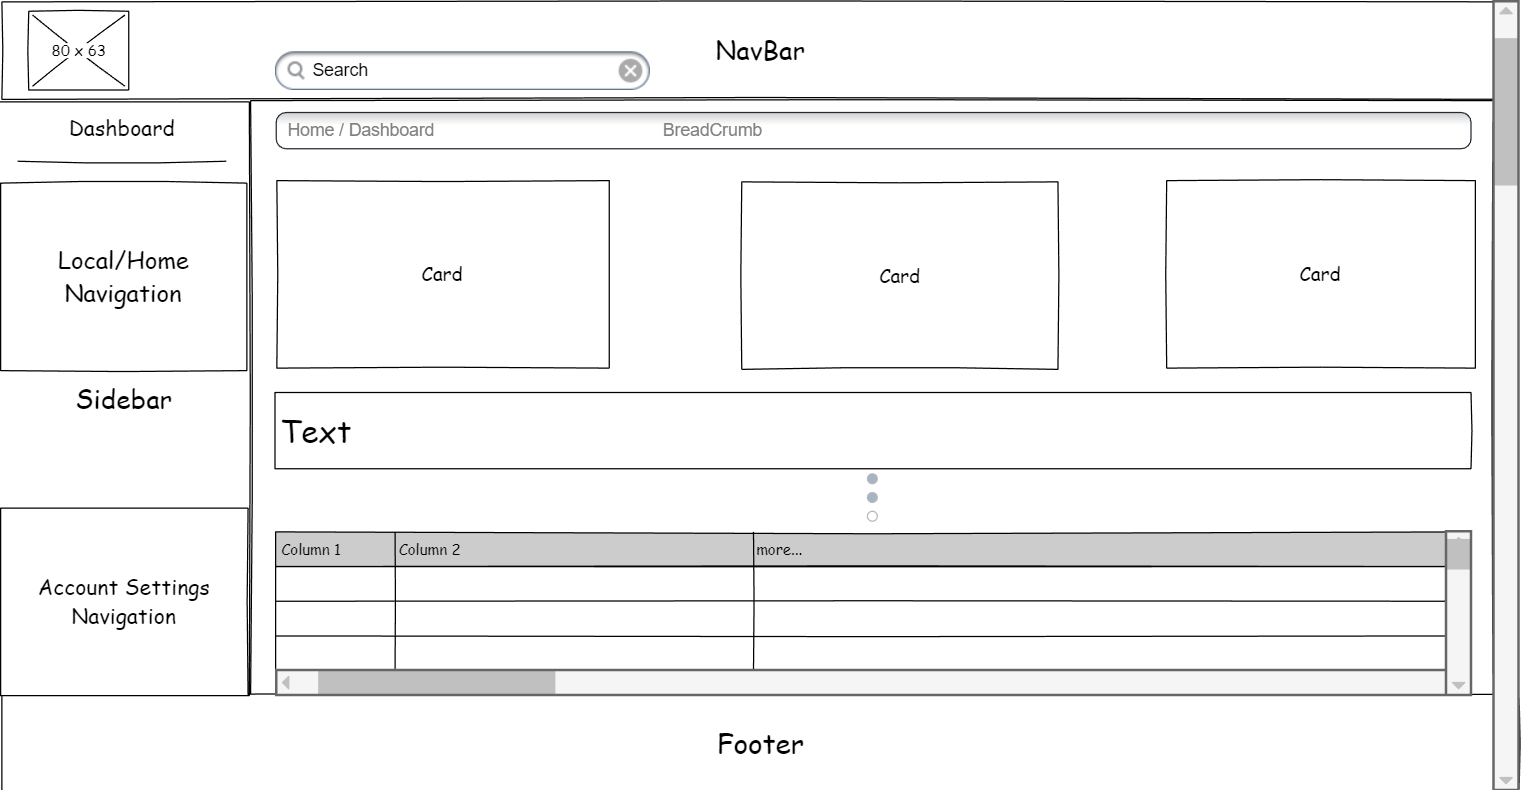 80 x 63
Search
NavBar
Dashboard
Home / Dashboard
BreadCrumb
Local/Home
Navigation
Card
Card
Card
Sidebar
Text
Column 1
Column 2
more...
Account Settings
Navigation
Footer